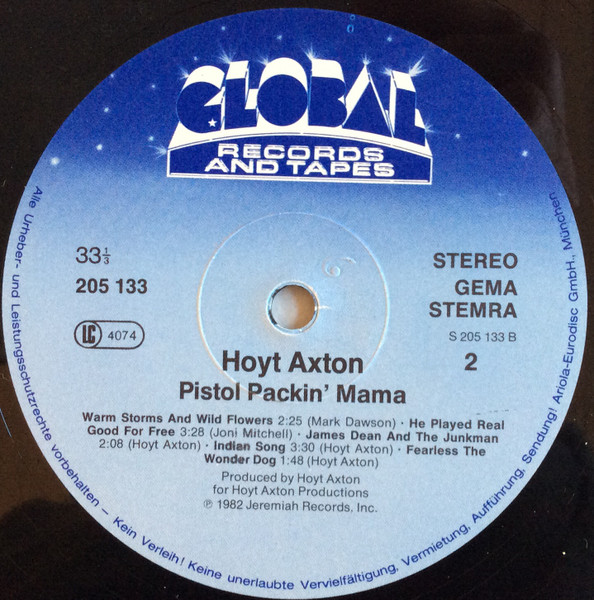 GLOBAL
RECORDS
AND TAPES
33 1/3
205 133
LC 4074
STEREO
GEMA
STEMRA
S 205 133 B
2
Hoyt Axton
Pistol Packin' Mama
Warm Storms And Wild Flowers 2:25 (Mark Dawson) · He Played Real
Good For Free 3:28 (Joni Mitchell) · James Dean And The Junkman
2:08 (Hoyt Axton) · Indian Song 3:30 (Hoyt Axton) · Fearless The
Wonder Dog 1:48 (Hoyt Axton)
Produced by Hoyt Axton
for Hoyt Axton Productions
℗ 1982 Jeremiah Records, Inc.
Alle Urheber- und Leistungsschutzrechte vorbehalten – Kein Verleih! Keine unerlaubte Vervielfältigung, Vermietung, Aufführung, Sendung! Ariola-Eurodisc GmbH., München